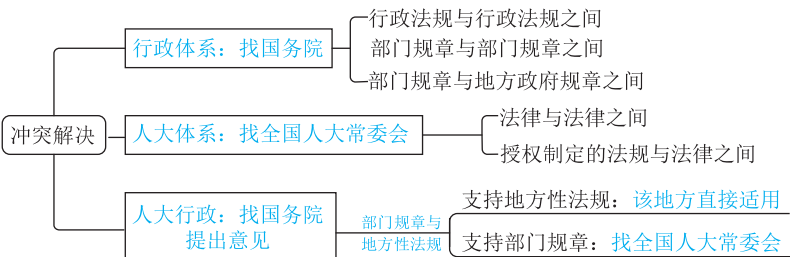 冲突解决
行政体系：找国务院
行政法规与行政法规之间
部门规章与部门规章之间
部门规章与地方政府规章之间
人大体系：找全国人大常委会
法律与法律之间
授权制定的法规与法律之间
人大行政：找国务院
提出意见
部门规章与
地方性法规
支持地方性法规：该地方直接适用
支持部门规章：找全国人大常委会